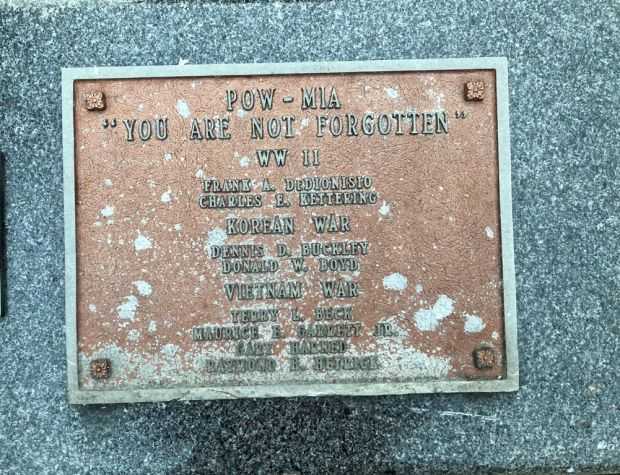 POW - MIA
"YOU ARE NOT FORGOTTEN"
WW II
FRANK A. DEDIONISIO
CHARLES E. KETTERING
KOREAN WAR
DENNIS D. BUCKLEY
DONALD W. BOYD
VIETNAM WAR
TERRY L. BECK
MAURICE E. GARRETT JR.
GARY HARNED
RAYMOND